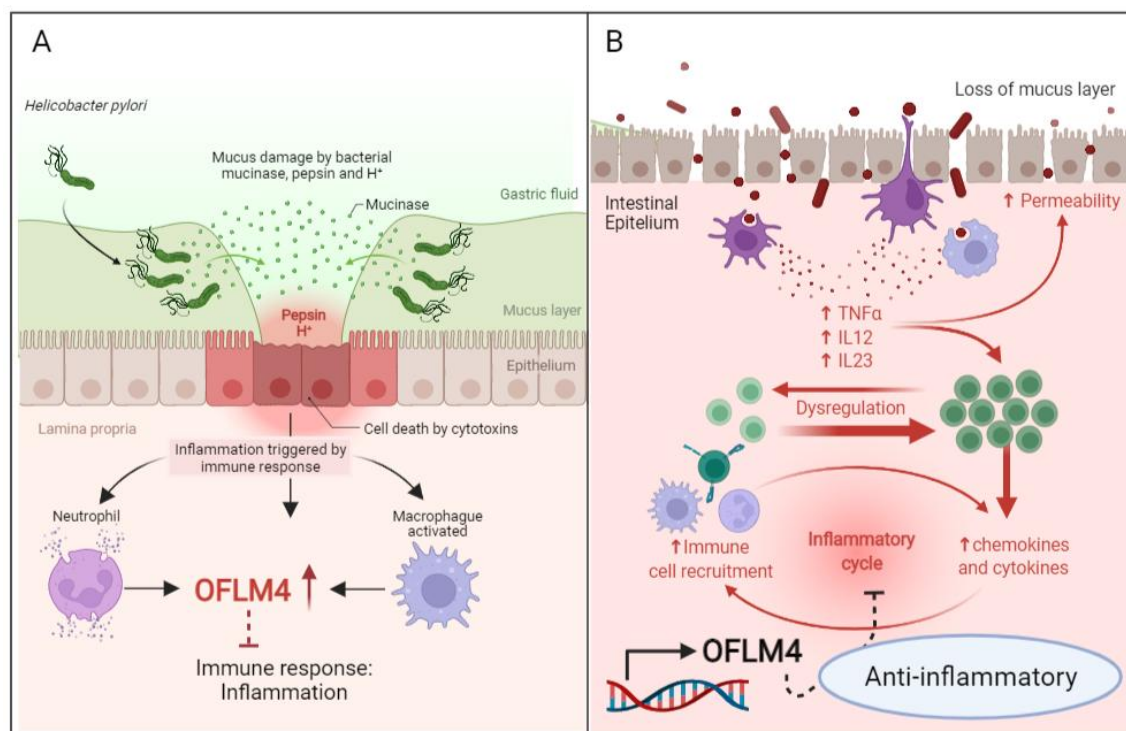 A
Helicobacter pylori
Mucus damage by bacterial
mucinase, pepsin and H⁺
Mucinase
Gastric fluid
Mucus layer
Pepsin
H⁺
Epithelium
Lamina propria
Cell death by cytotoxins
Inflammation triggered by
immune response
Neutrophil
Macrophague
activated
OFLM4
Immune response:
Inflammation
B
Loss of mucus layer
Intestinal
Epitelium
↑ Permeability
↑ TNFα
↑ IL12
↑ IL23
Dysregulation
↑Immune
cell recruitment
Inflammatory
cycle
↑chemokines
and cytokines
OFLM4
Anti-inflammatory